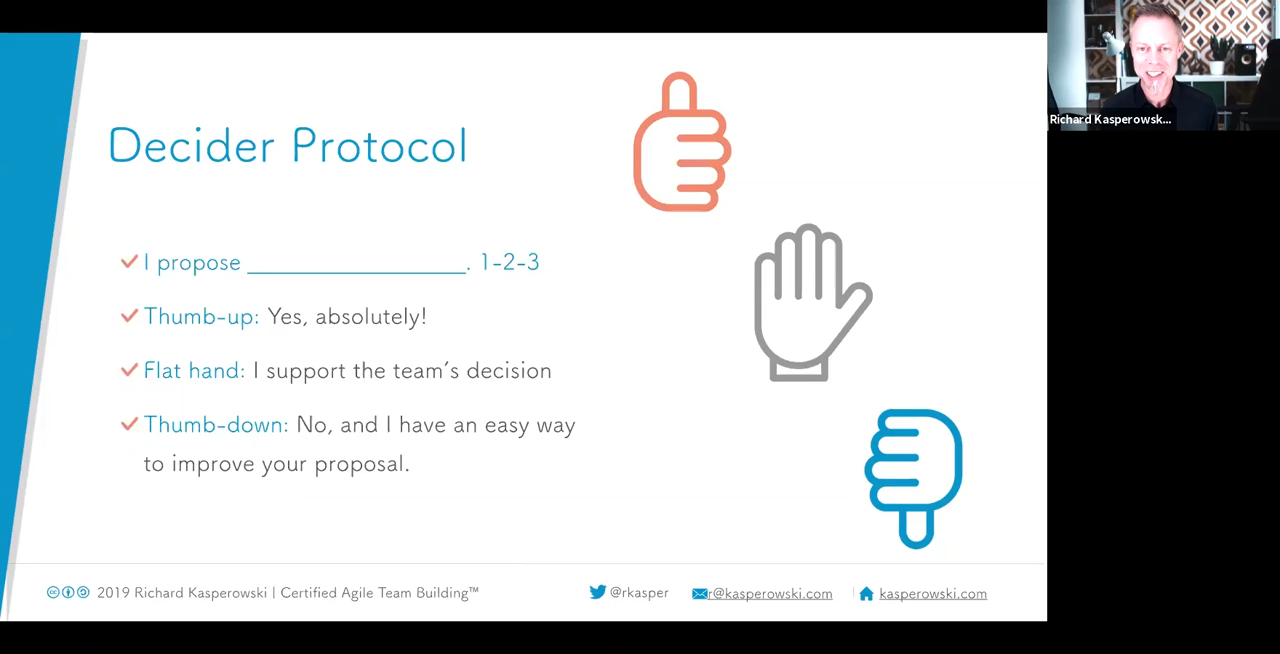 Decider Protocol
I propose __________________. 1-2-3
Thumb-up: Yes, absolutely!
Flat hand: I support the team's decision
Thumb-down: No, and I have an easy way
to improve your proposal.
2019 Richard Kasperowski | Certified Agile Team Building™
@rkasper
r@kasperowski.com
kasperowski.com
Richard Kasperowsk...